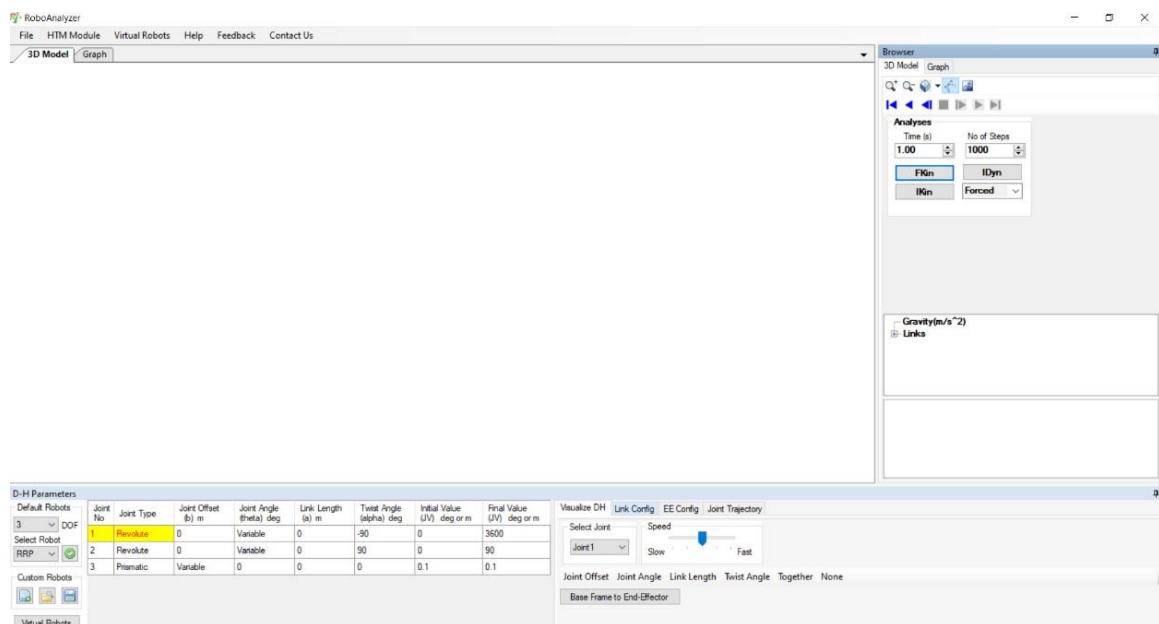 RoboAnalyzer
File HTM Module Virtual Robots Help Feedback Contact Us
3D Model Graph
Browser
3D Model Graph
Analyses
Time (s) No of Steps
1.00 1000
FKin IDyn
IKin Forced
Gravity(m/s^2)
Links
D-H Parameters
Default Robots
3 DOF
Select Robot
RRP
Custom Robots
Virtual Robots
Joint No Joint Type Joint Offset (b) m Joint Angle (theta) deg Link Length (a) m Twist Angle (alpha) deg Initial Value (JV) deg or m Final Value (JV) deg or m
1 Revolute 0 Variable 0 -90 0 3600
2 Revolute 0 Variable 0 90 0 90
3 Prismatic Variable 0 0 0 0.1 0.1
Visualize DH Link Config EE Config Joint Trajectory
Select Joint Speed
Joint1 Slow Fast
Joint Offset Joint Angle Link Length Twist Angle Together None
Base Frame to End-Effector